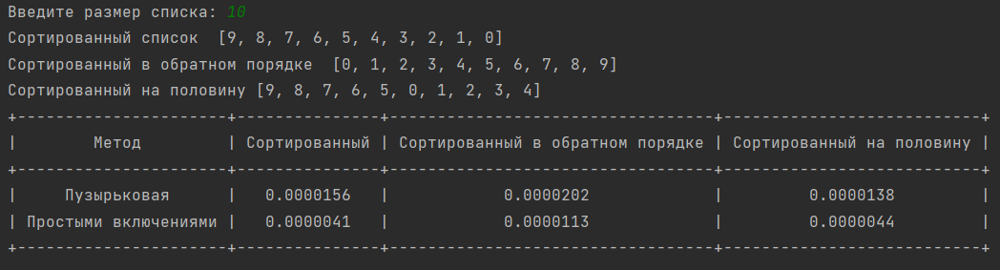 Введите размер списка: 10
Сортированный список  [9, 8, 7, 6, 5, 4, 3, 2, 1, 0]
Сортированный в обратном порядке  [0, 1, 2, 3, 4, 5, 6, 7, 8, 9]
Сортированный на половину [9, 8, 7, 6, 5, 0, 1, 2, 3, 4]
+----------------------+---------------+----------------------------------+---------------------------+
|        Метод         | Сортированный | Сортированный в обратном порядке | Сортированный на половину |
+----------------------+---------------+----------------------------------+---------------------------+
|     Пузырьковая      |   0.0000156   |            0.0000202             |         0.0000138         |
| Простыми включениями |   0.0000041   |            0.0000113             |         0.0000044         |
+----------------------+---------------+----------------------------------+---------------------------+